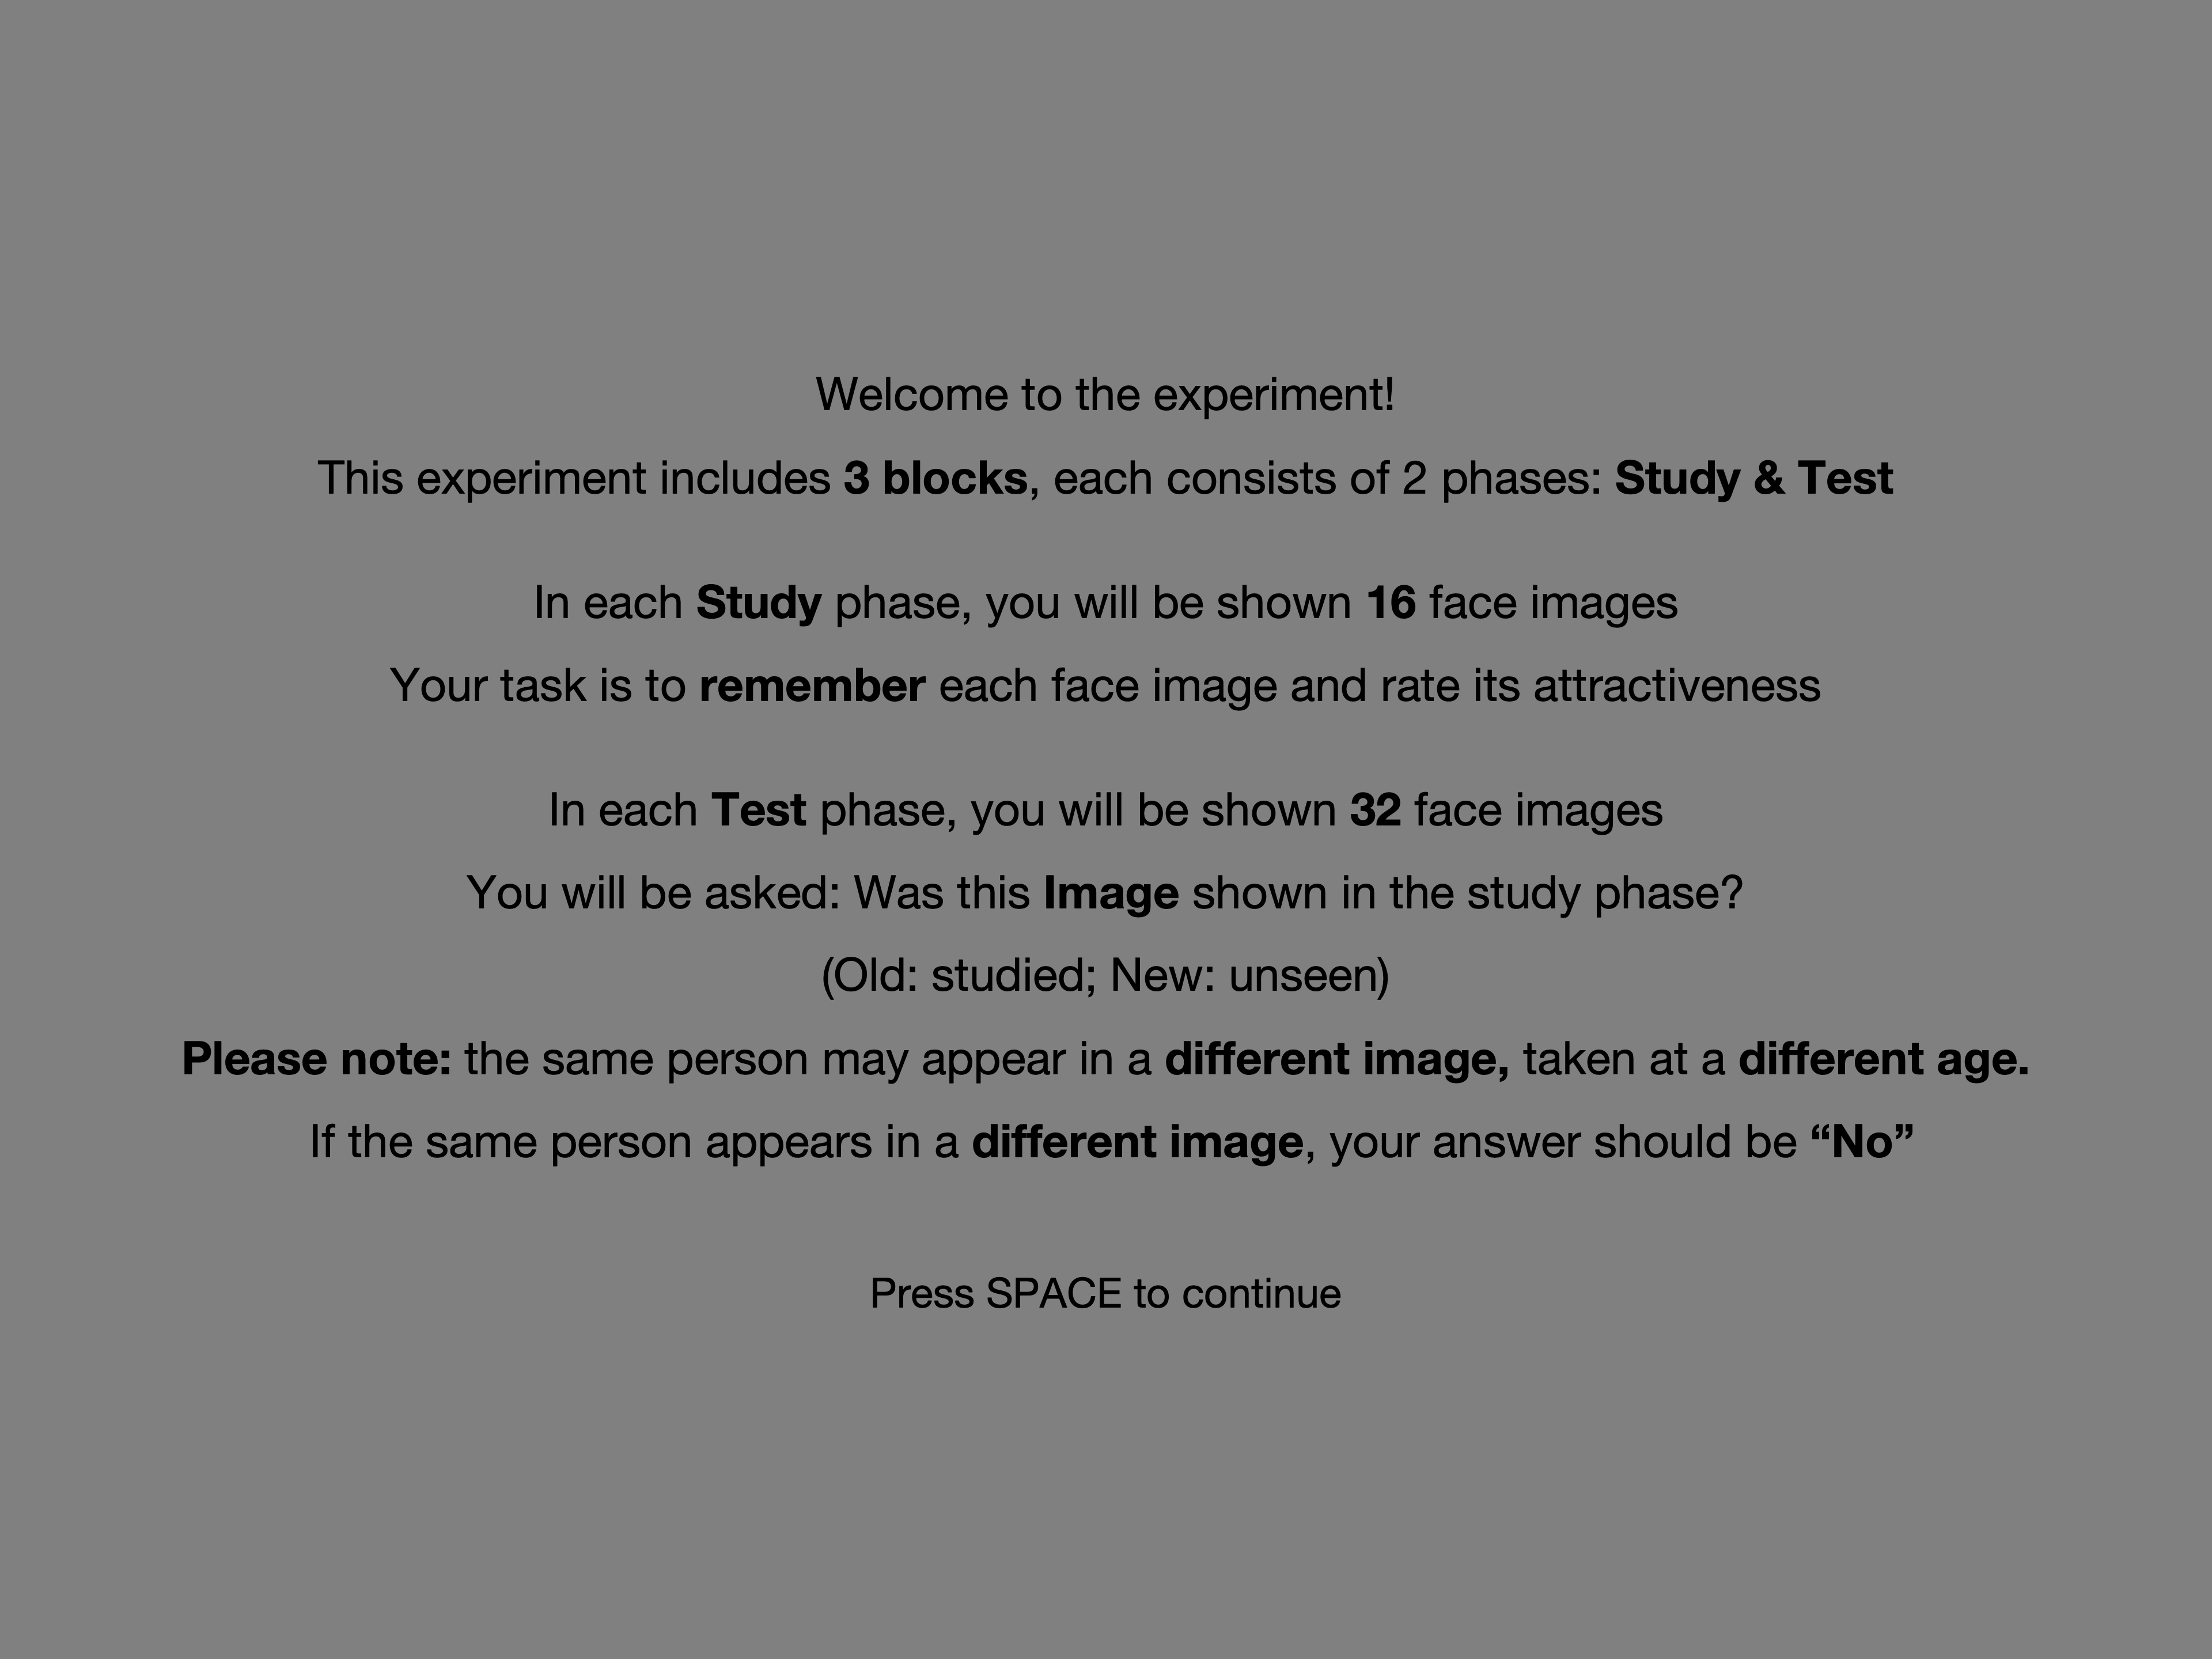 Welcome to the experiment!
This experiment includes 3 blocks, each consists of 2 phases: Study & Test
In each Study phase, you will be shown 16 face images
Your task is to remember each face image and rate its attractiveness
In each Test phase, you will be shown 32 face images
You will be asked: Was this Image shown in the study phase?
(Old: studied; New: unseen)
Please note: the same person may appear in a different image, taken at a different age.
If the same person appears in a different image, your answer should be “No”
Press SPACE to continue